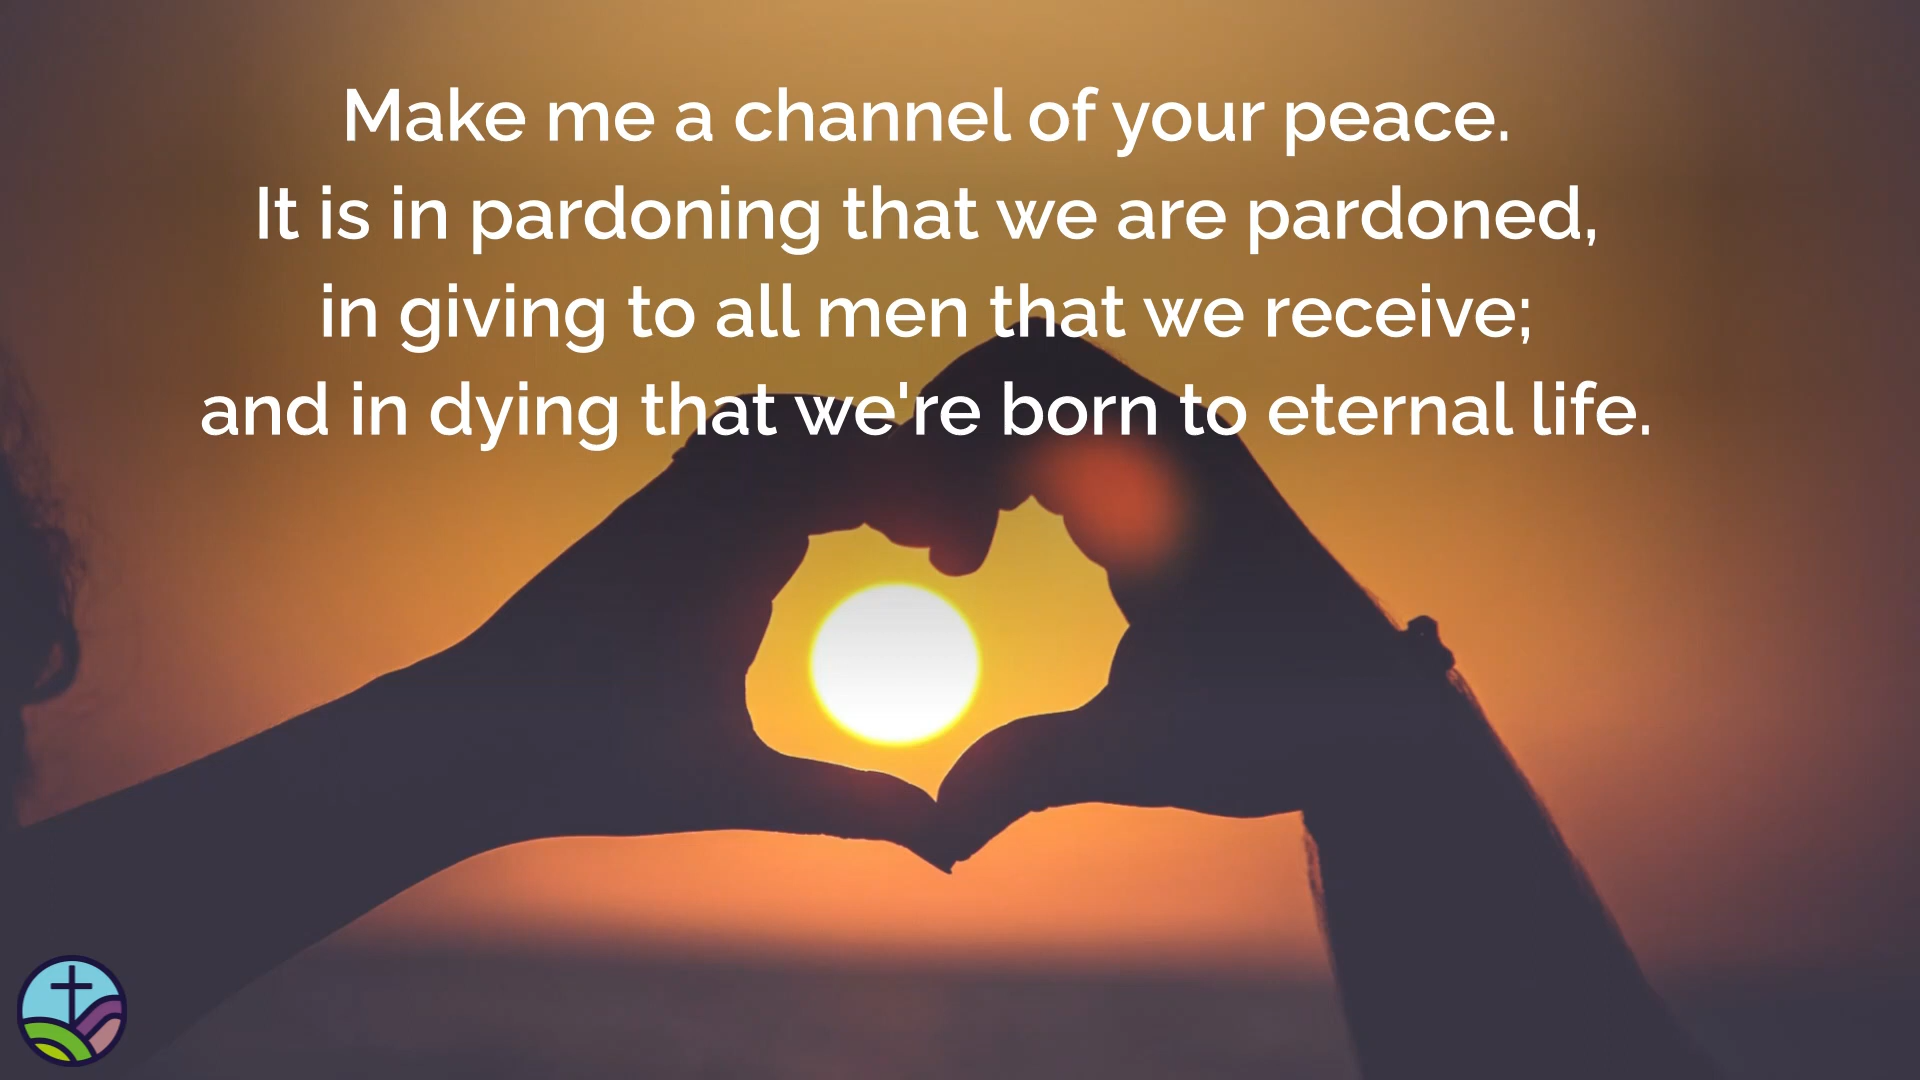 Make me a channel of your peace.
It is in pardoning that we are pardoned,
in giving to all men that we receive;
and in dying that we're born to eternal life.